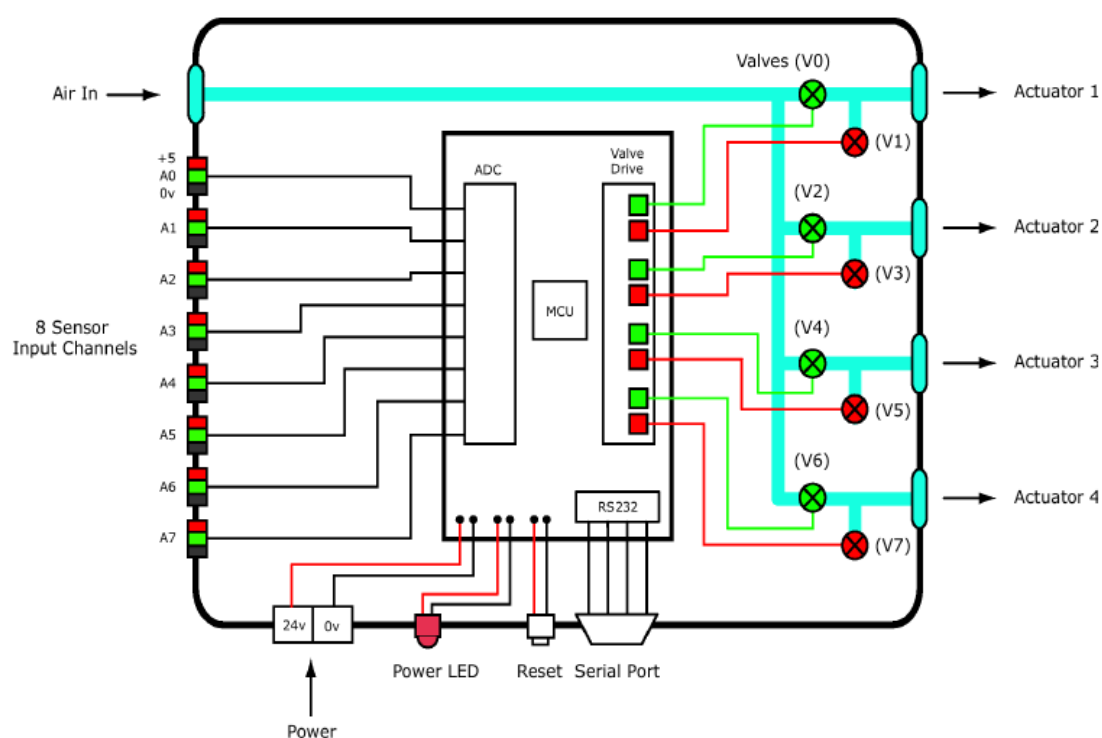 Valves (V0)
Air In
Actuator 1
(V1)
+5
A0
0v
ADC
Valve
Drive
(V2)
A1
Actuator 2
A2
(V3)
MCU
8 Sensor
Input Channels
A3
(V4)
Actuator 3
A4
(V5)
A5
(V6)
A6
RS232
Actuator 4
A7
(V7)
24v
0v
Power LED
Reset
Serial Port
Power